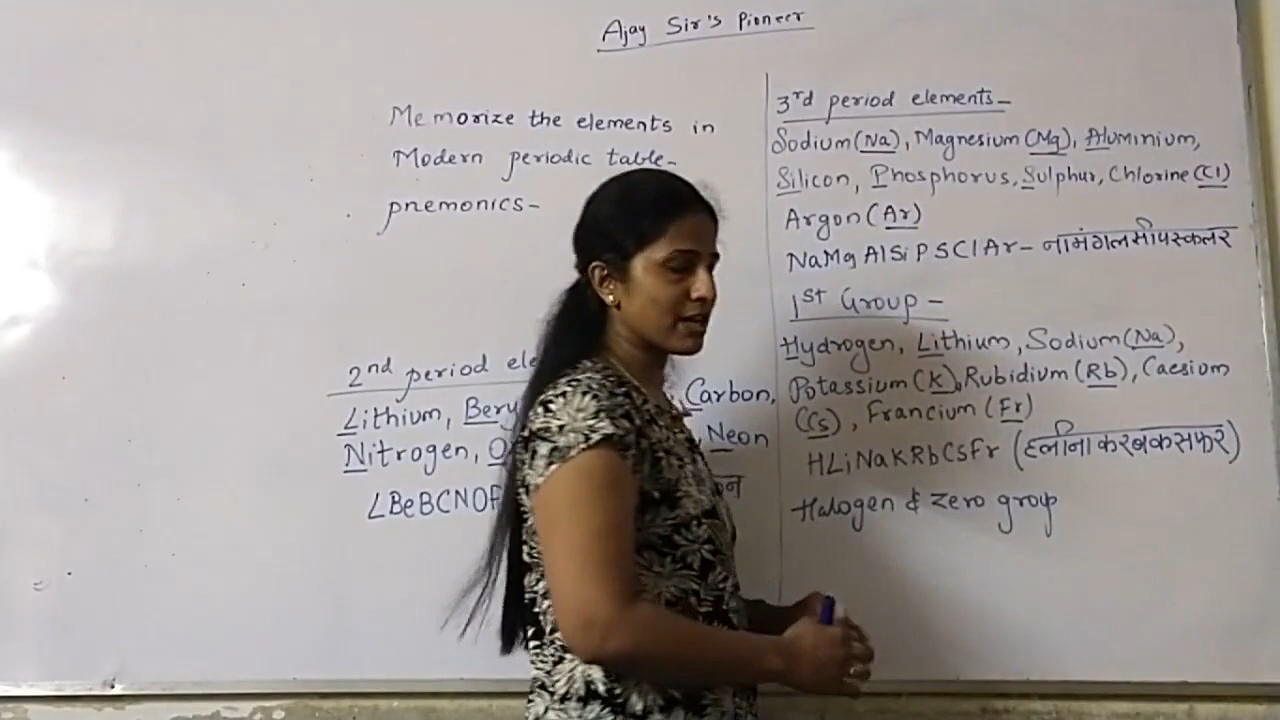 Ajay Sir's Pioneer
Memorize the elements in
Modern periodic table-
pnemonics-
2nd period ele
Lithium, Bery Carbon,
Nitrogen, O , Neon
LBeBCNOF
3rd period elements-
Sodium(Na), Magnesium(Mg), Aluminium,
Silicon, Phosphorus, Sulphur, Chlorine(Cl)
Argon(Ar)
NaMgAlSiPSClAr- नामंगलसीपस्कलर
1st Group-
Hydrogen, Lithium, Sodium(Na),
Potassium(K), Rubidium(Rb), Caesium
(Cs), Francium(Fr)
HLiNaKRbCsFr (हलीना करबकसफर)
Halogen & zero group